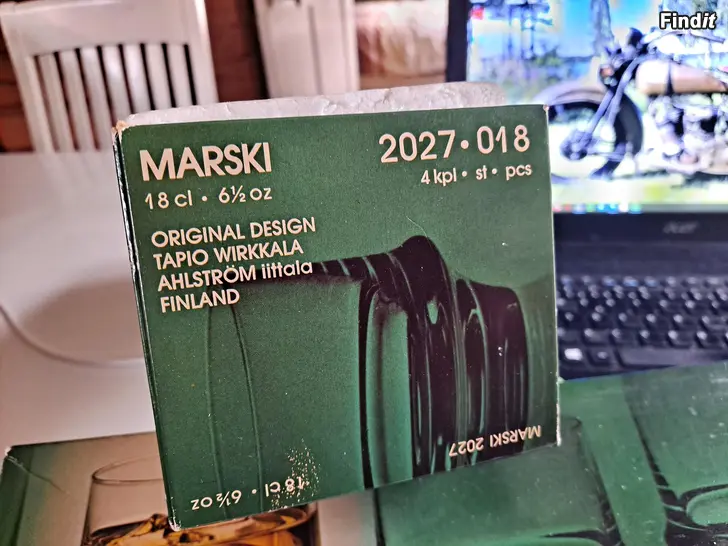 Findit
MARSKI
18 cl • 6½ oz
2027•018
4 kpl • st • pcs
ORIGINAL DESIGN
TAPIO WIRKKALA
AHLSTRÖM iittala
FINLAND
acer
MARSKI 2027
18 cl • 6½ oz